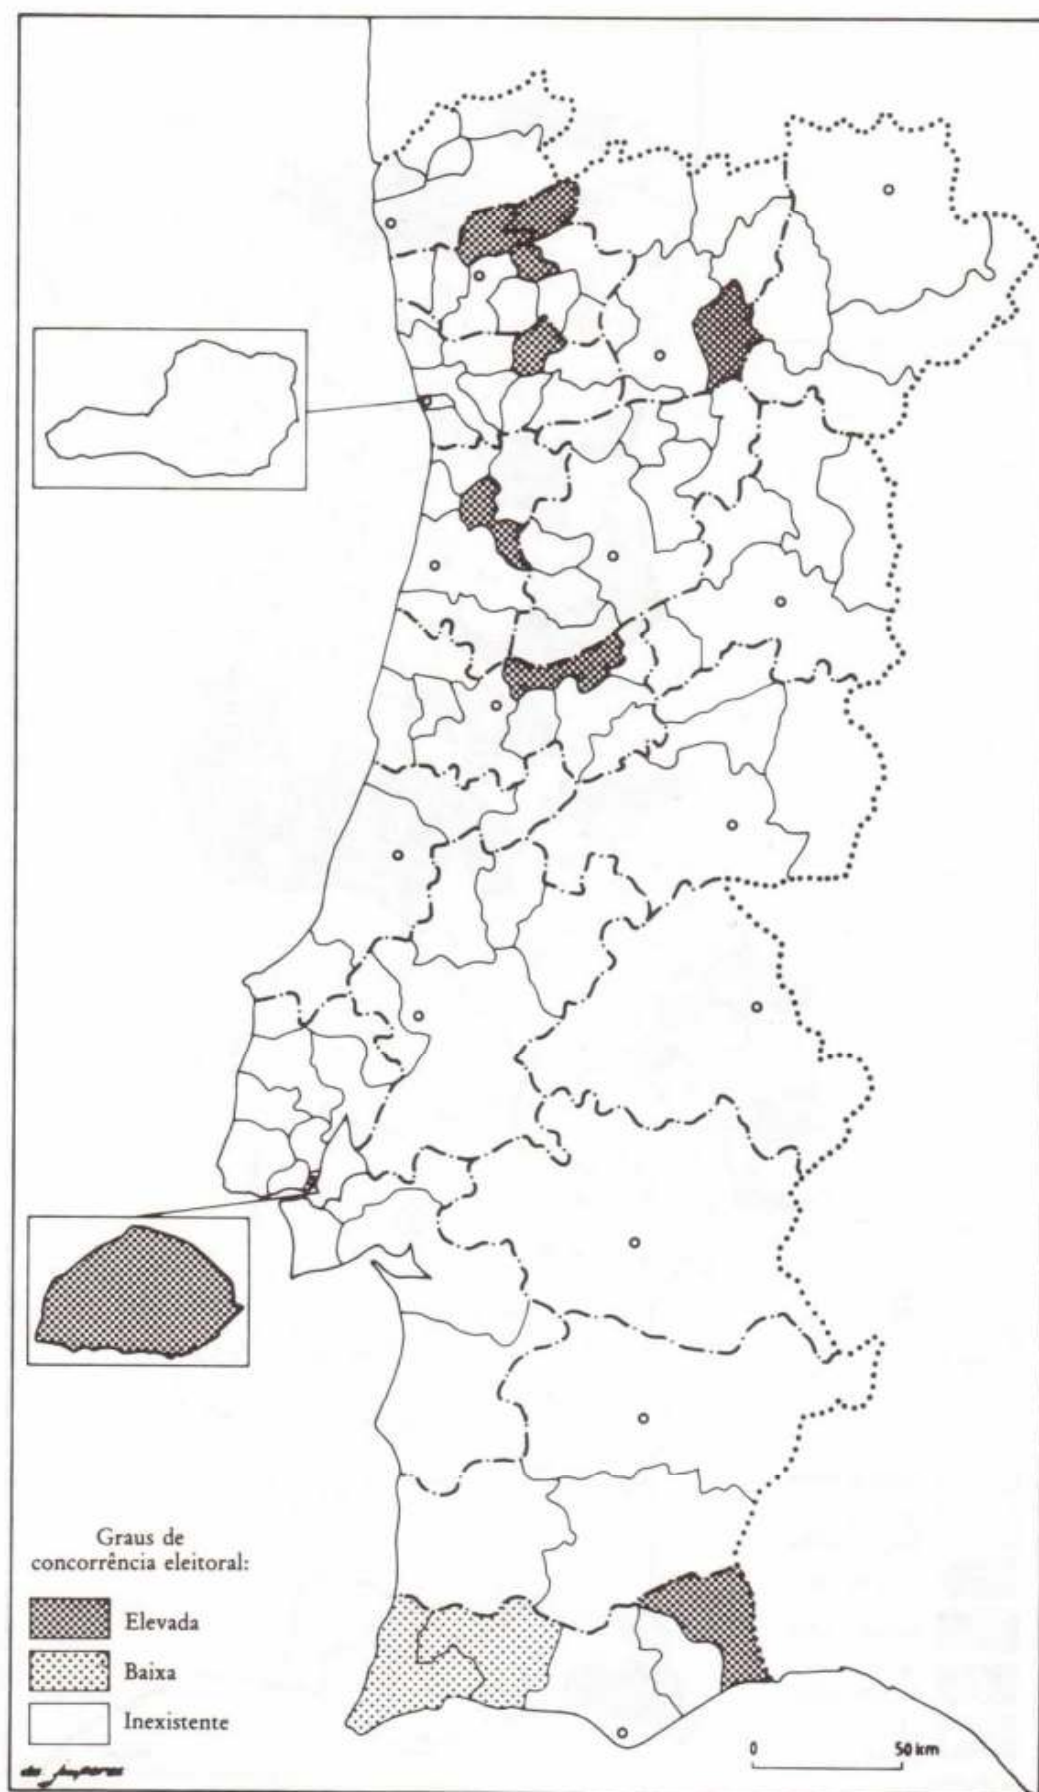 Graus de
concorrência eleitoral:
Elevada
Baixa
Inexistente
0 50 km